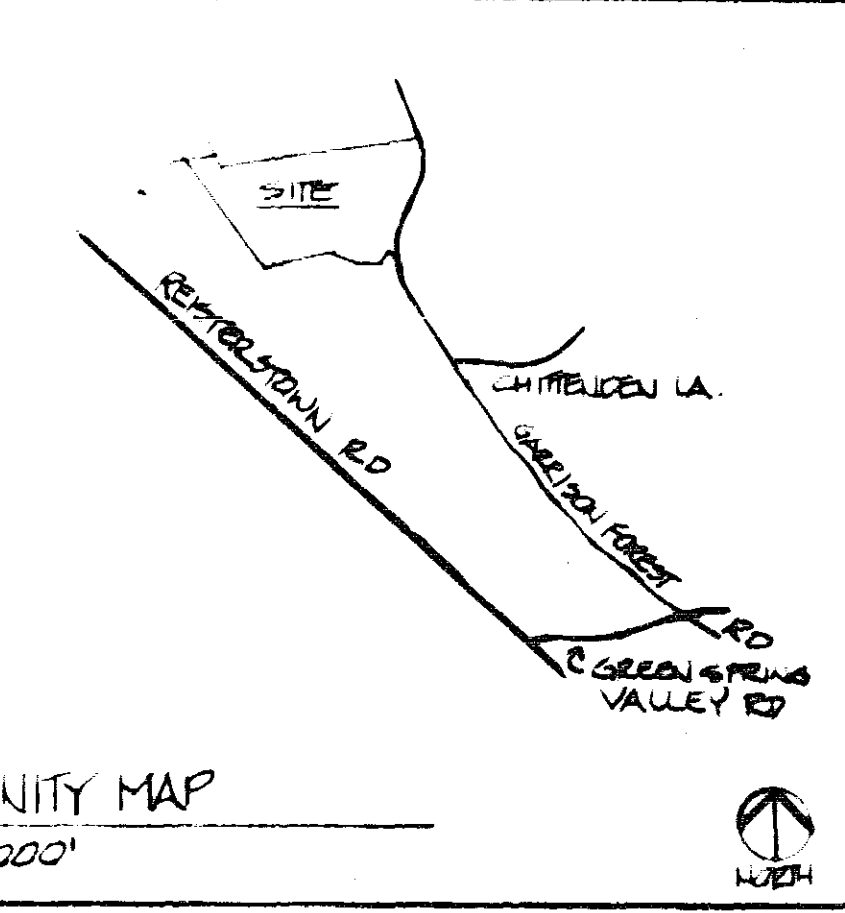 SITE
REISTERSTOWN RD
CHITTENDEN LA.
GARRISON FOREST
RD
GREEN SPRING
VALLEY RD
NITY MAP
000'
NORTH